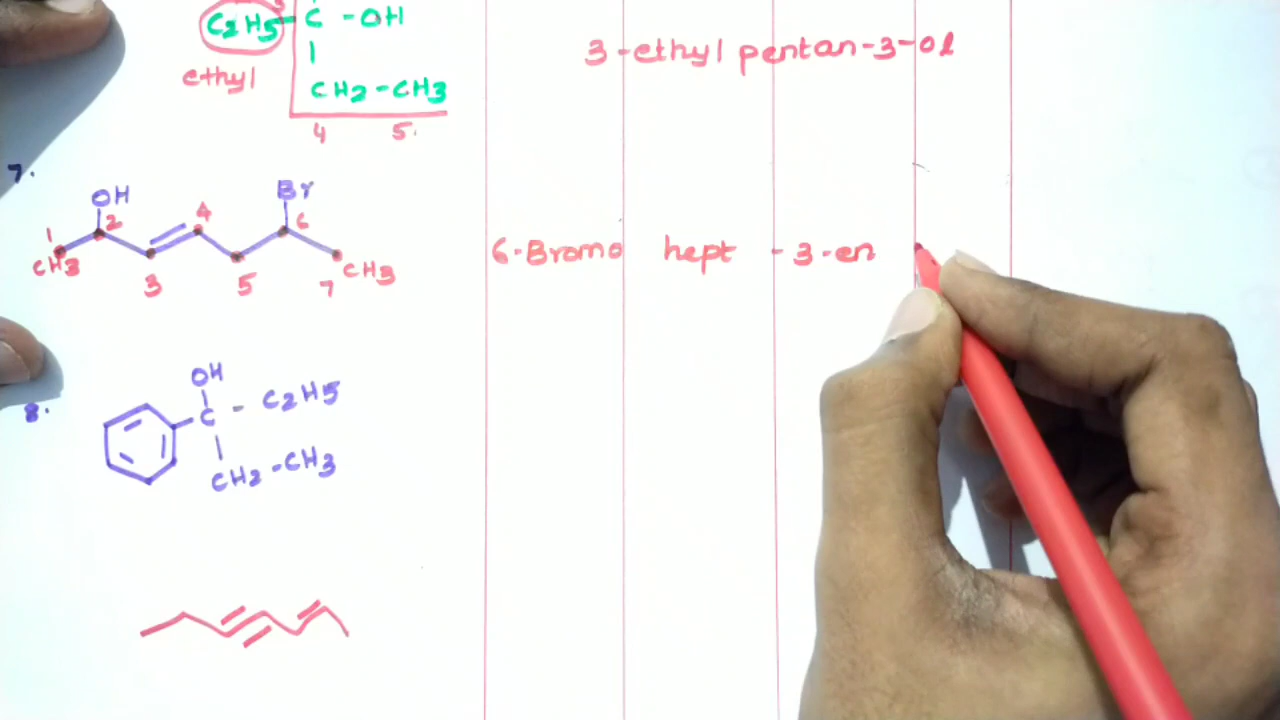 C2H5 - C - OH
3-ethyl pentan-3-ol
ethyl
CH2-CH3
4 5.
7.
OH Br
1 2 4 6
CH3
6-Bromo hept -3-en
3 5 7 CH3
8.
OH
C - C2H5
CH2-CH3